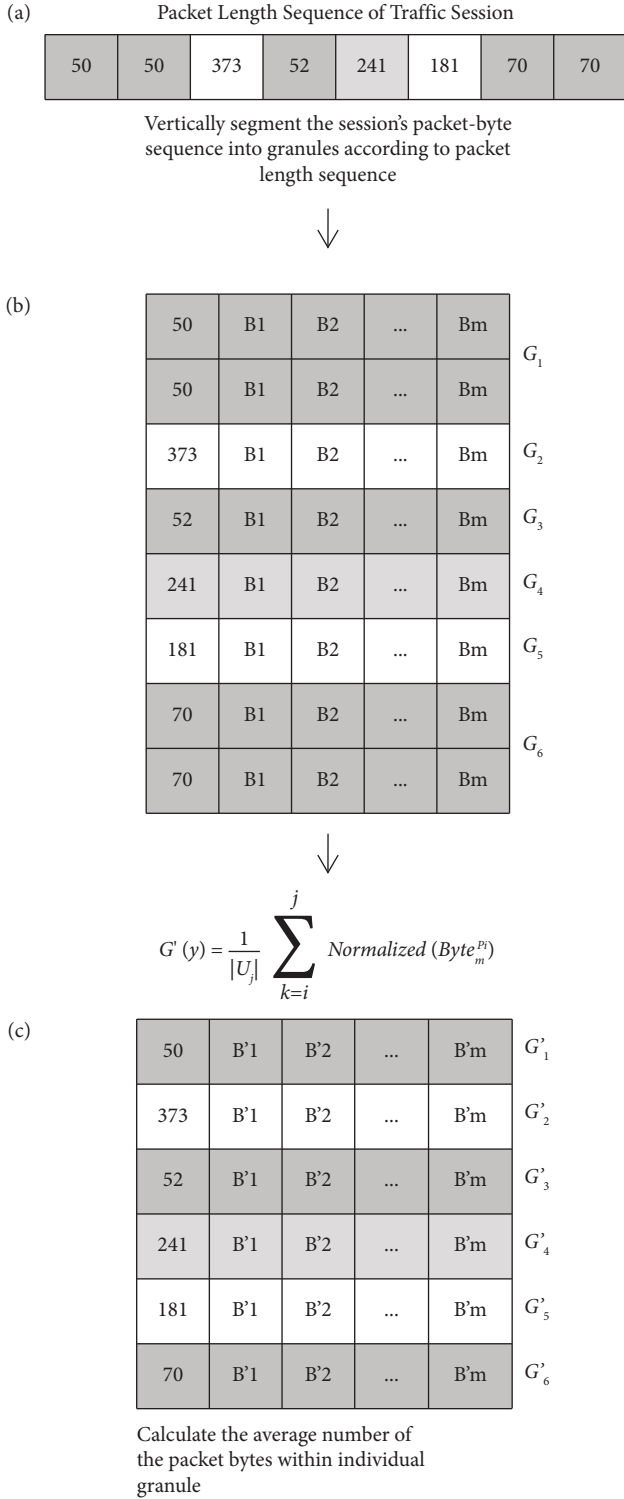 (a)
Packet Length Sequence of Traffic Session
50 50 373 52 241 181 70 70
Vertically segment the session's packet-byte
sequence into granules according to packet
length sequence
(b)
50 B1 B2 ... Bm
G₁
50 B1 B2 ... Bm
373 B1 B2 ... Bm G₂
52 B1 B2 ... Bm G₃
241 B1 B2 ... Bm G₄
181 B1 B2 ... Bm G₅
70 B1 B2 ... Bm
G₆
70 B1 B2 ... Bm
G' (y) = 1/|U_j| ∑_{k=i}^{j} Normalized (Byte_m^{Pi})
(c)
50 B'1 B'2 ... B'm G'₁
373 B'1 B'2 ... B'm G'₂
52 B'1 B'2 ... B'm G'₃
241 B'1 B'2 ... B'm G'₄
181 B'1 B'2 ... B'm G'₅
70 B'1 B'2 ... B'm G'₆
Calculate the average number of
the packet bytes within individual
granule